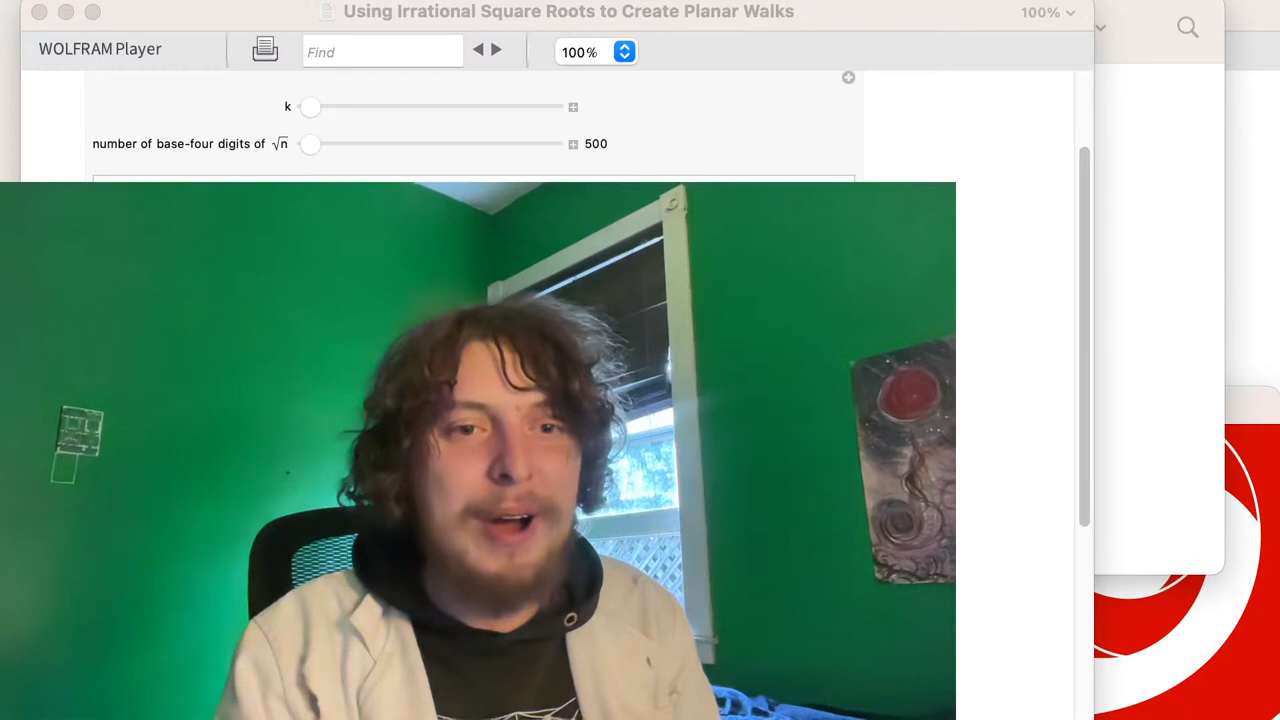 Using Irrational Square Roots to Create Planar Walks
100%
WOLFRAM Player
Find
100%
k
number of base-four digits of √n
500